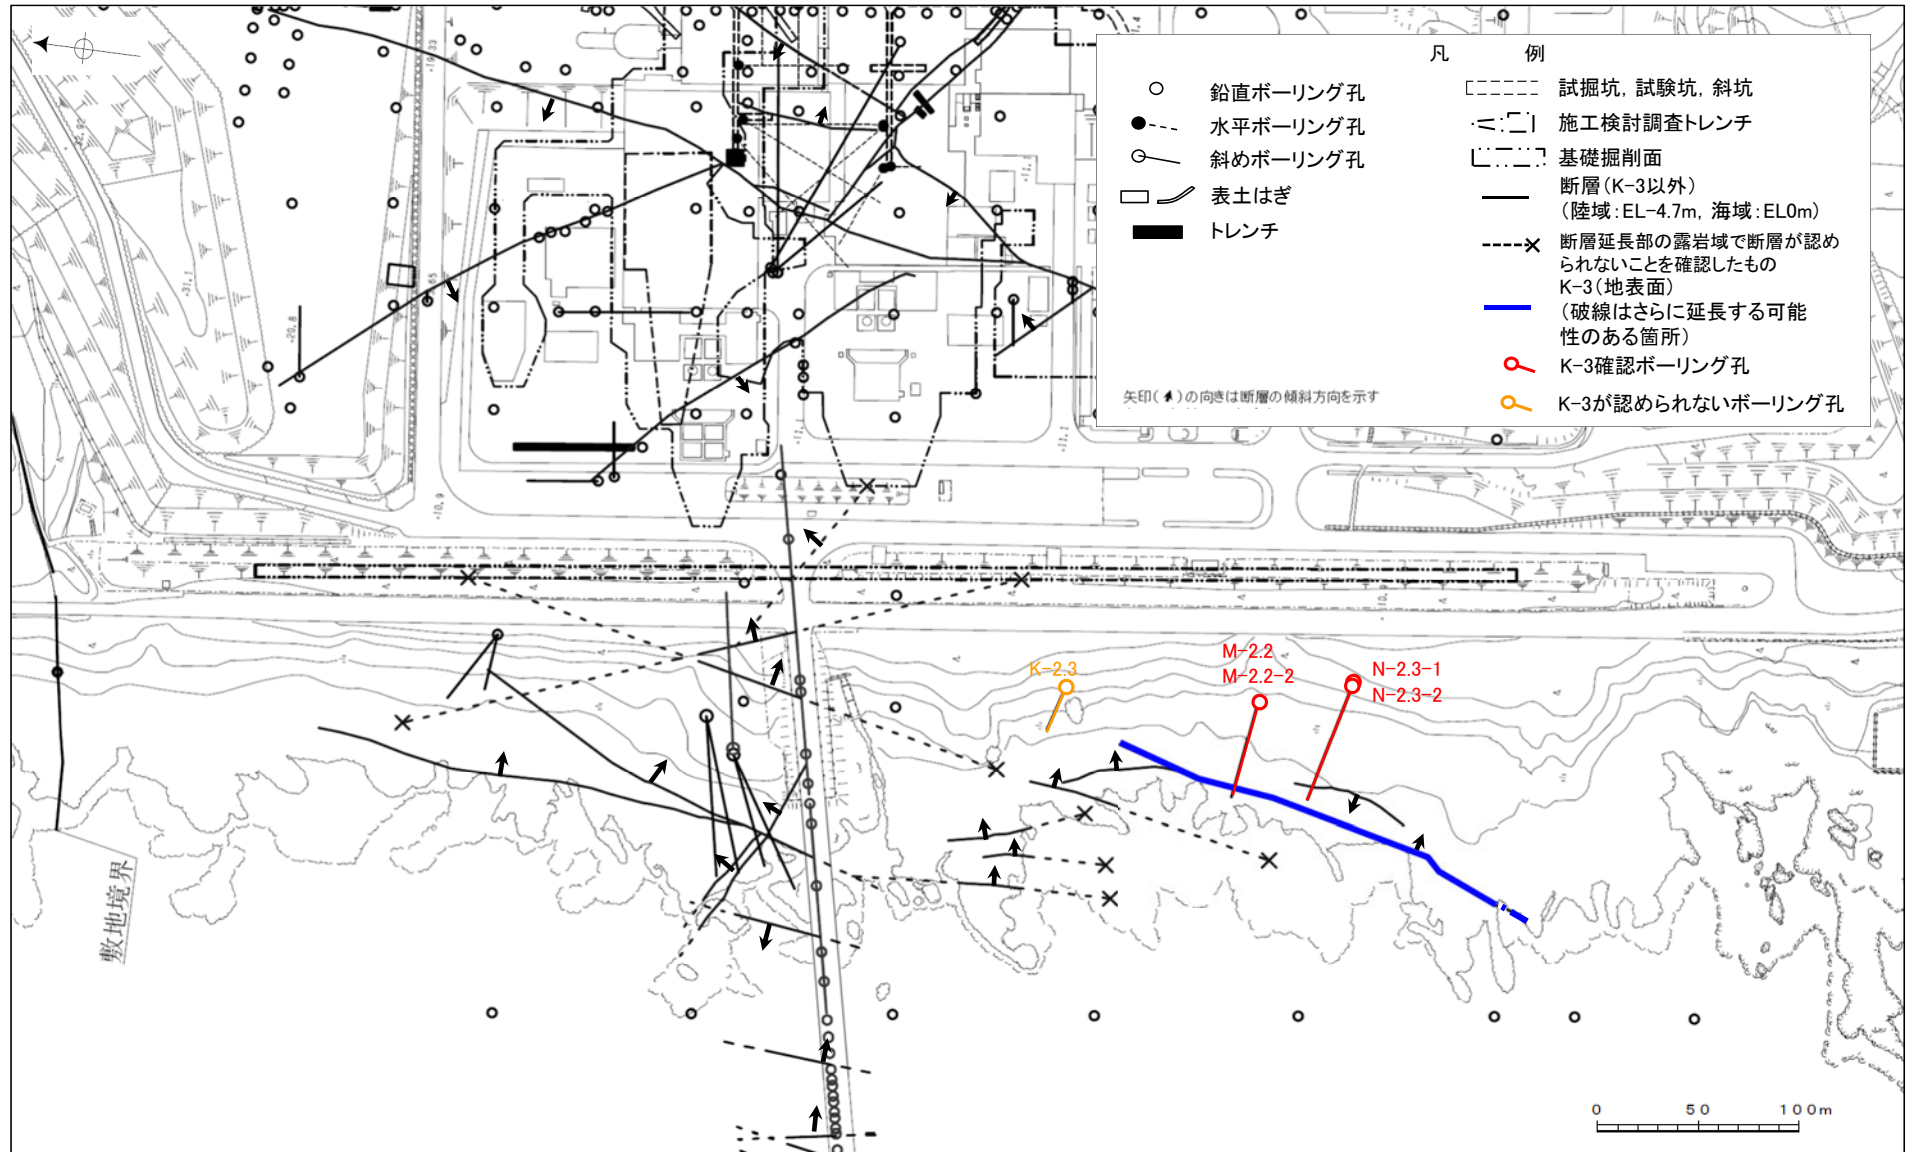 凡 例
鉛直ボーリング孔
水平ボーリング孔
斜めボーリング孔
表土はぎ
トレンチ
矢印( )の向きは断層の傾斜方向を示す
試掘坑, 試験坑, 斜坑
施工検討調査トレンチ
基礎掘削面
断層(K-3以外)
(陸域:EL-4.7m, 海域:EL0m)
断層延長部の露岩域で断層が認め
られないことを確認したもの
K-3(地表面)
(破線はさらに延長する可能
性のある箇所)
K-3確認ボーリング孔
K-3が認められないボーリング孔
K-2.3
M-2.2
M-2.2-2
N-2.3-1
N-2.3-2
敷地境界
0 50 100m